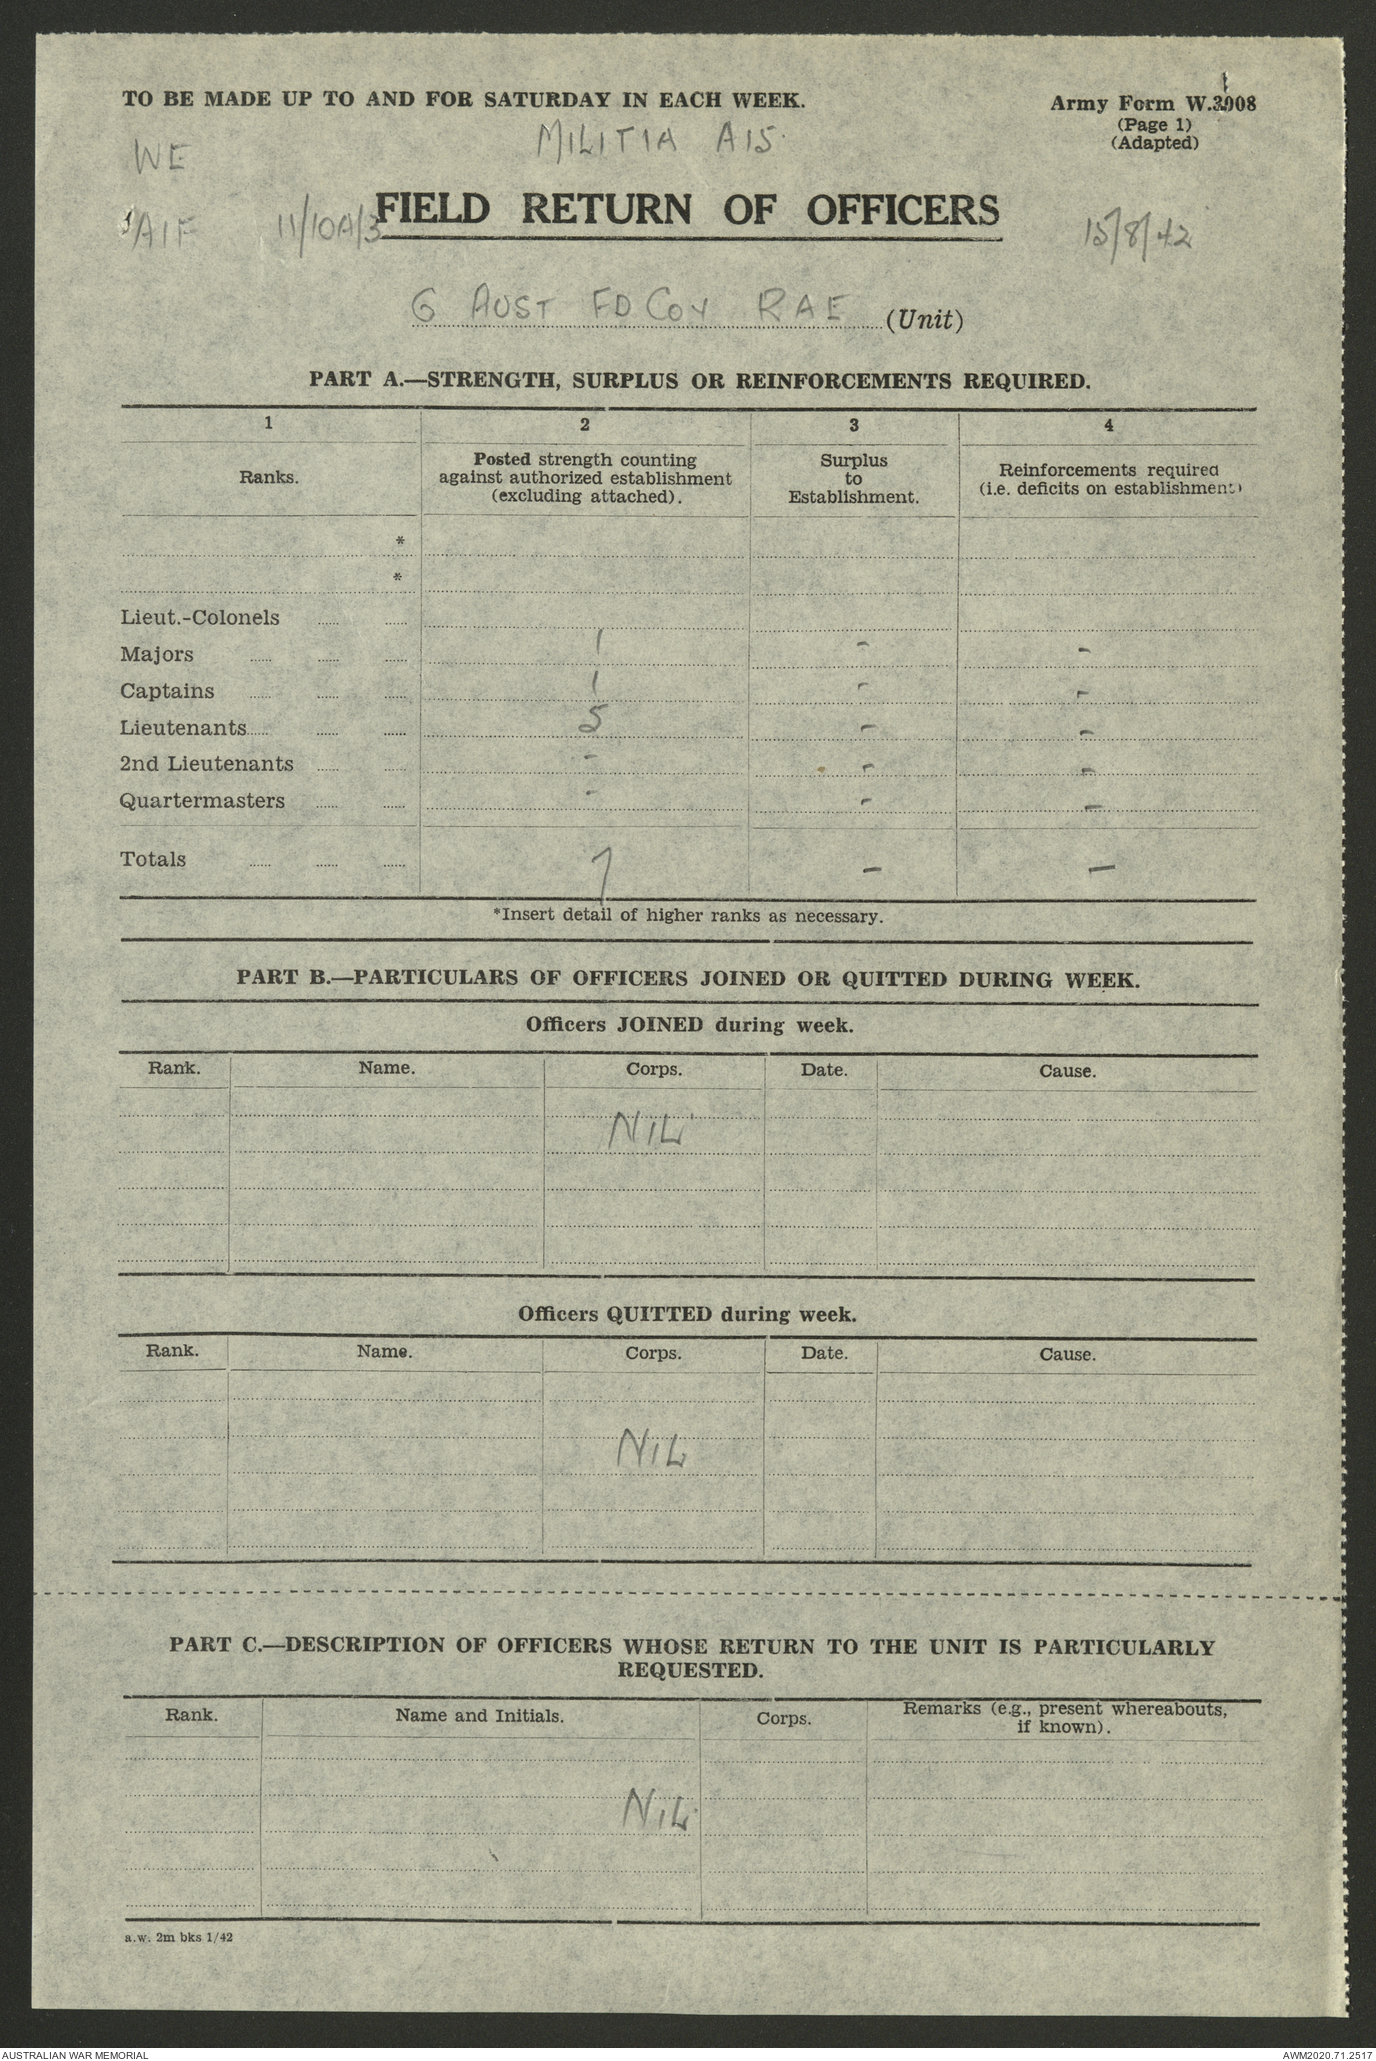 TO BE MADE UP TO AND FOR SATURDAY IN EACH WEEK.
Army Form W.3008
(Page 1)
(Adapted)
WE
MILITIA A15.
AIF
11/10A/3
FIELD RETURN OF OFFICERS
15/8/42
6 AUST FD COY RAE (Unit)
PART A.—STRENGTH, SURPLUS OR REINFORCEMENTS REQUIRED.
1 2 3 4
Ranks.
Posted strength counting
against authorized establishment
(excluding attached).
Surplus
to
Establishment.
Reinforcements required
(i.e. deficits on establishment)
*
*
Lieut.-Colonels
Majors 1 - -
Captains 1 - -
Lieutenants 5 - -
2nd Lieutenants - - -
Quartermasters - - -
Totals 7 - -
*Insert detail of higher ranks as necessary.
PART B.—PARTICULARS OF OFFICERS JOINED OR QUITTED DURING WEEK.
Officers JOINED during week.
Rank. Name. Corps. Date. Cause.
NIL
Officers QUITTED during week.
Rank. Name. Corps. Date. Cause.
NIL
PART C.—DESCRIPTION OF OFFICERS WHOSE RETURN TO THE UNIT IS PARTICULARLY
REQUESTED.
Rank. Name and Initials. Corps. Remarks (e.g., present whereabouts,
if known).
NIL
a.w. 2m bks 1/42
AUSTRALIAN WAR MEMORIAL
AWM2020.71.2517